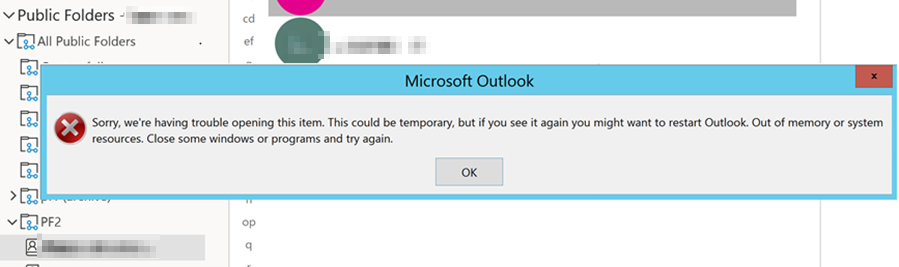 Public Folders -
All Public Folders
cd
ef
Microsoft Outlook
x
Sorry, we're having trouble opening this item. This could be temporary, but if you see it again you might want to restart Outlook. Out of memory or system
resources. Close some windows or programs and try again.
OK
PF2
op
q